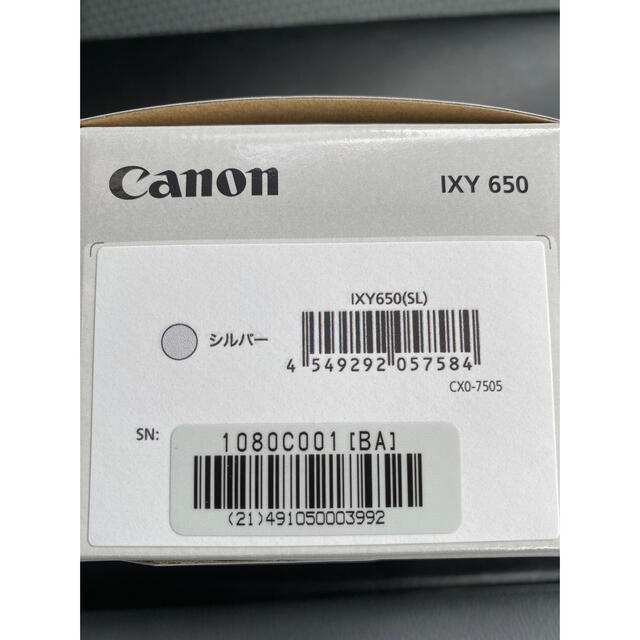 Canon
IXY 650
IXY650(SL)
シルバー
4 549292 057584
CX0-7505
SN:
1080C001 [BA]
(21)491050003992